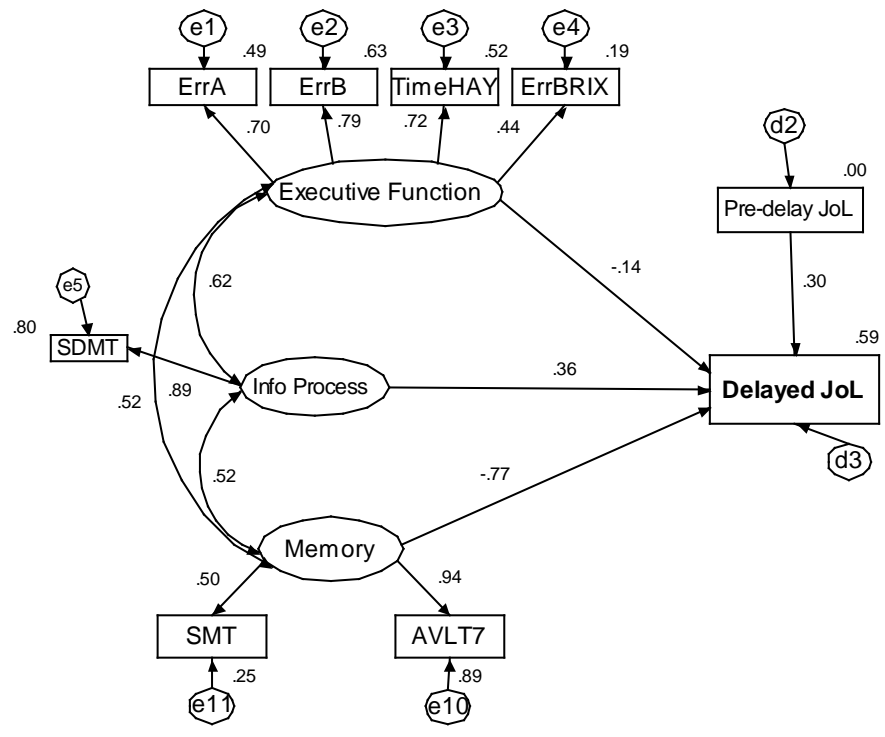 e1
e2
e3
e4
.49
.63
.52
.19
ErrA
ErrB
TimeHAY
ErrBRIX
.70
.79
.72
.44
d2
.00
Executive Function
Pre-delay JoL
-.14
.62
.30
e5
.80
.59
SDMT
.36
.52
.89
Info Process
Delayed JoL
d3
.52
-.77
Memory
.50
.94
SMT
AVLT7
.25
.89
e11
e10